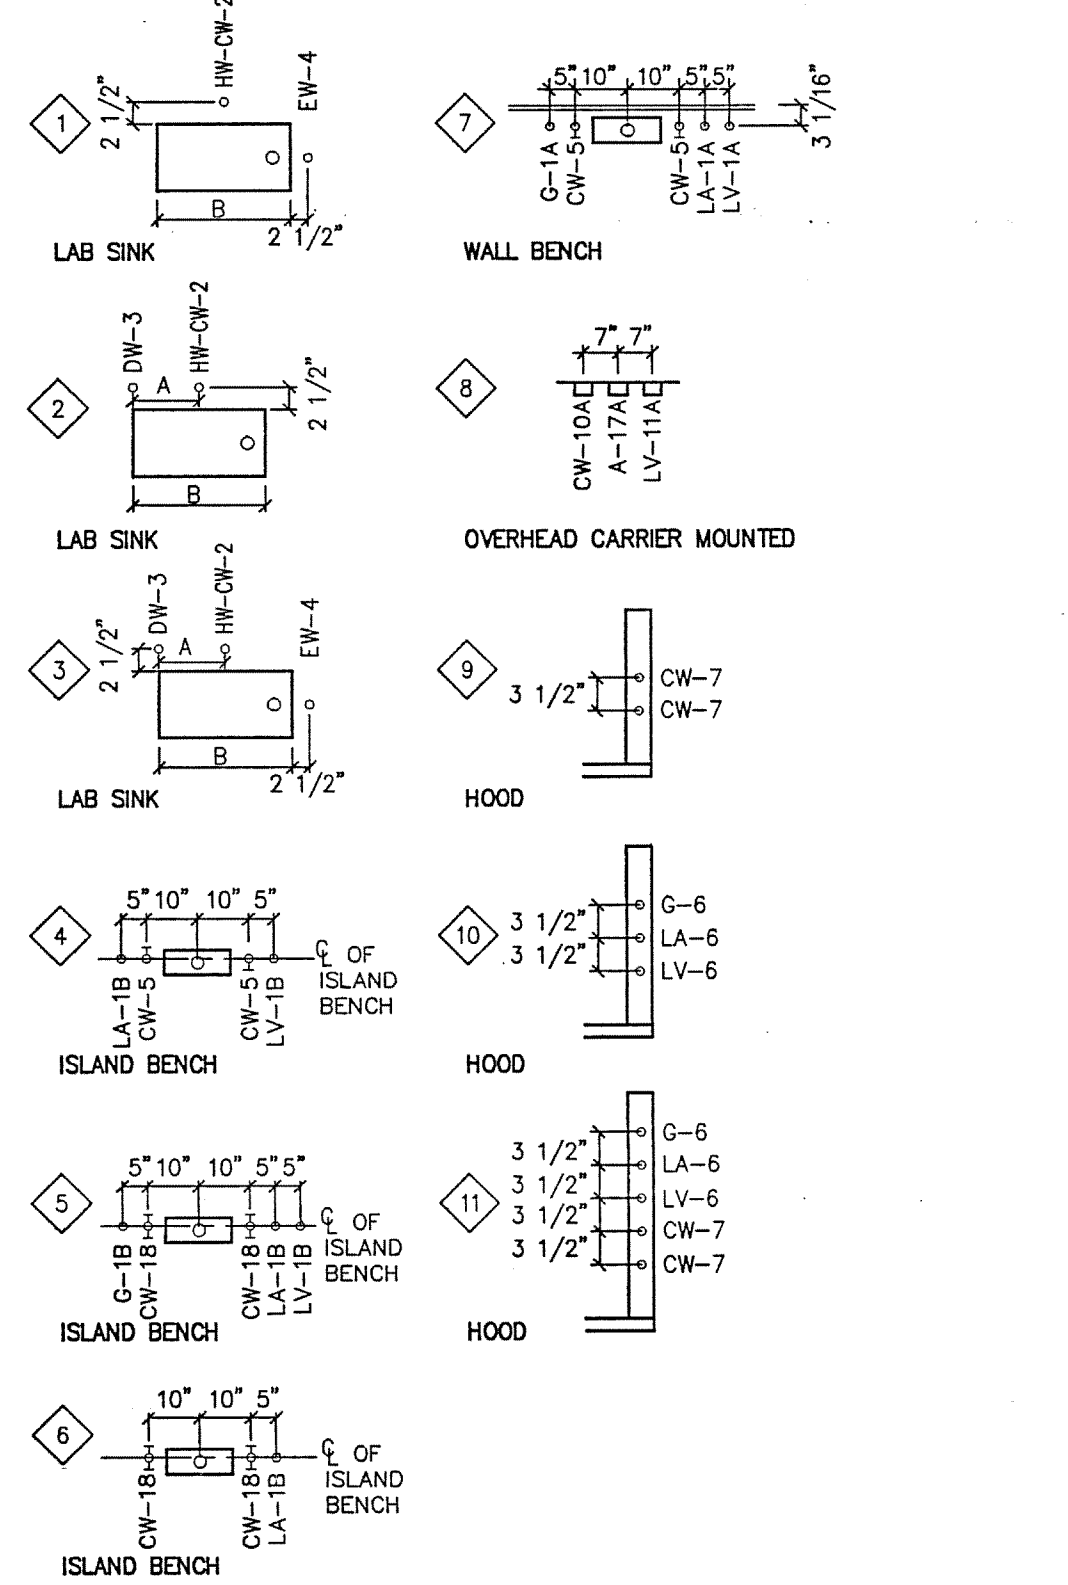 1
2 1/2"
HW-CW-2
EW-4
B
2 1/2"
LAB SINK
2
DW-3
HW-CW-2
A
2 1/2"
B
LAB SINK
3
2 1/2"
DW-3
HW-CW-2
A
EW-4
B
2 1/2"
LAB SINK
4
5" 10" 10" 5"
LA-1B
CW-5
CW-5
LV-1B
℄ OF
ISLAND
BENCH
ISLAND BENCH
5
5" 10" 10" 5" 5"
G-1B
CW-18
CW-18
LA-1B
LV-1B
℄ OF
ISLAND
BENCH
ISLAND BENCH
6
10" 10" 5"
CW-18
CW-18
LA-1B
℄ OF
ISLAND
BENCH
ISLAND BENCH
7
5" 10" 10" 5" 5"
3 1/16"
G-1A
CW-5
CW-5
LA-1A
LV-1A
WALL BENCH
8
7" 7"
CW-10A
A-17A
LV-11A
OVERHEAD CARRIER MOUNTED
9
3 1/2"
CW-7
CW-7
HOOD
10
3 1/2"
3 1/2"
G-6
LA-6
LV-6
HOOD
11
3 1/2"
3 1/2"
3 1/2"
3 1/2"
G-6
LA-6
LV-6
CW-7
CW-7
HOOD